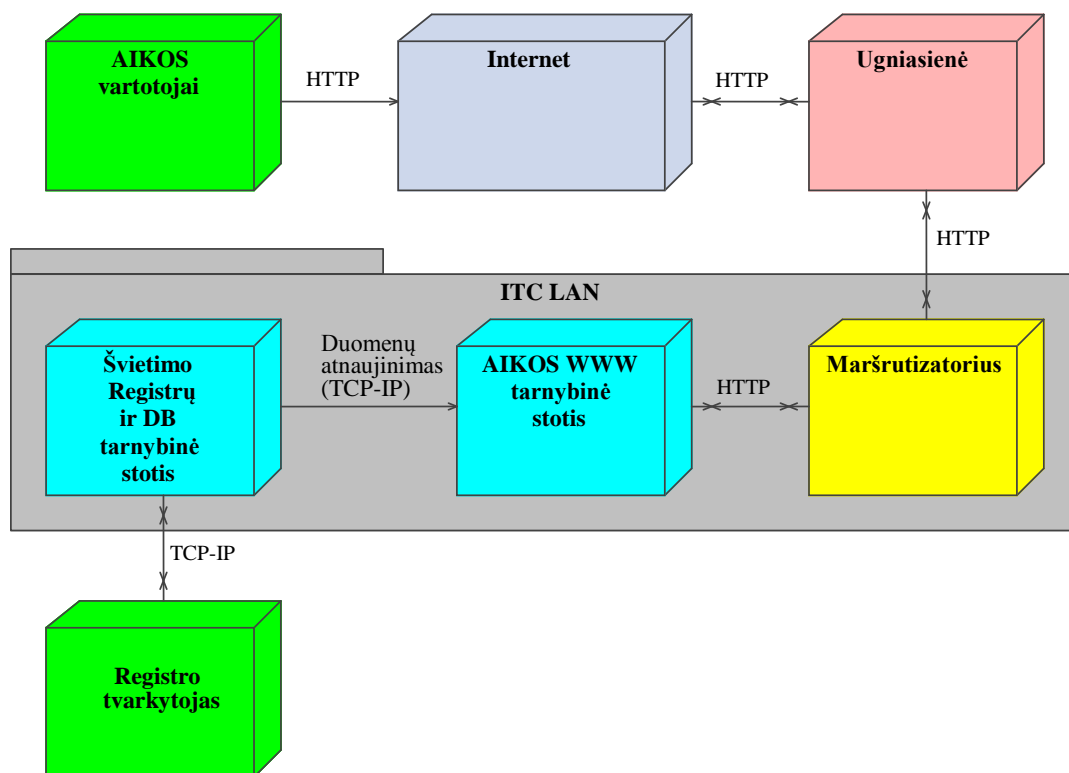 AIKOS
vartotojai
HTTP
Internet
HTTP
Ugniasienė
HTTP
ITC LAN
Švietimo
Registrų
ir DB
tarnybinė
stotis
Duomenų
atnaujinimas
(TCP-IP)
AIKOS WWW
tarnybinė
stotis
HTTP
Maršrutizatorius
TCP-IP
Registro
tvarkytojas